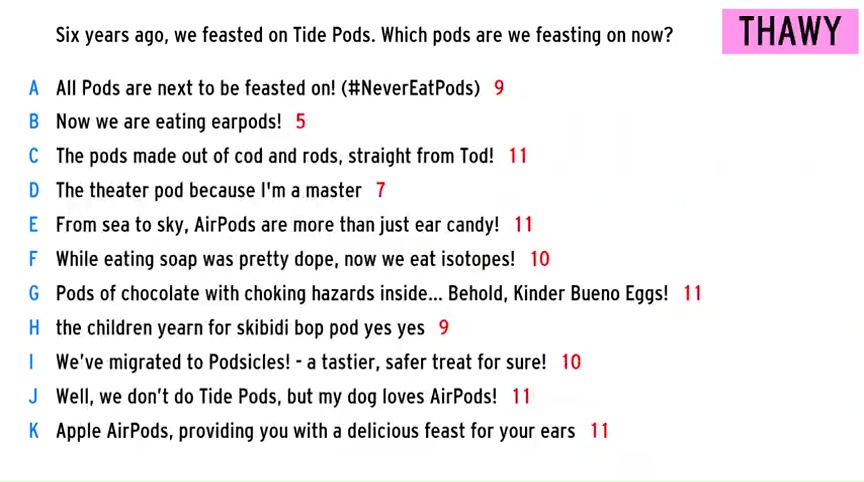 Six years ago, we feasted on Tide Pods. Which pods are we feasting on now?
THAWY
A All Pods are next to be feasted on! (#NeverEatPods) 9
B Now we are eating earpods! 5
C The pods made out of cod and rods, straight from Tod! 11
D The theater pod because I'm a master 7
E From sea to sky, AirPods are more than just ear candy! 11
F While eating soap was pretty dope, now we eat isotopes! 10
G Pods of chocolate with choking hazards inside... Behold, Kinder Bueno Eggs! 11
H the children yearn for skibidi bop pod yes yes 9
I We've migrated to Podsicles! - a tastier, safer treat for sure! 10
J Well, we don't do Tide Pods, but my dog loves AirPods! 11
K Apple AirPods, providing you with a delicious feast for your ears 11